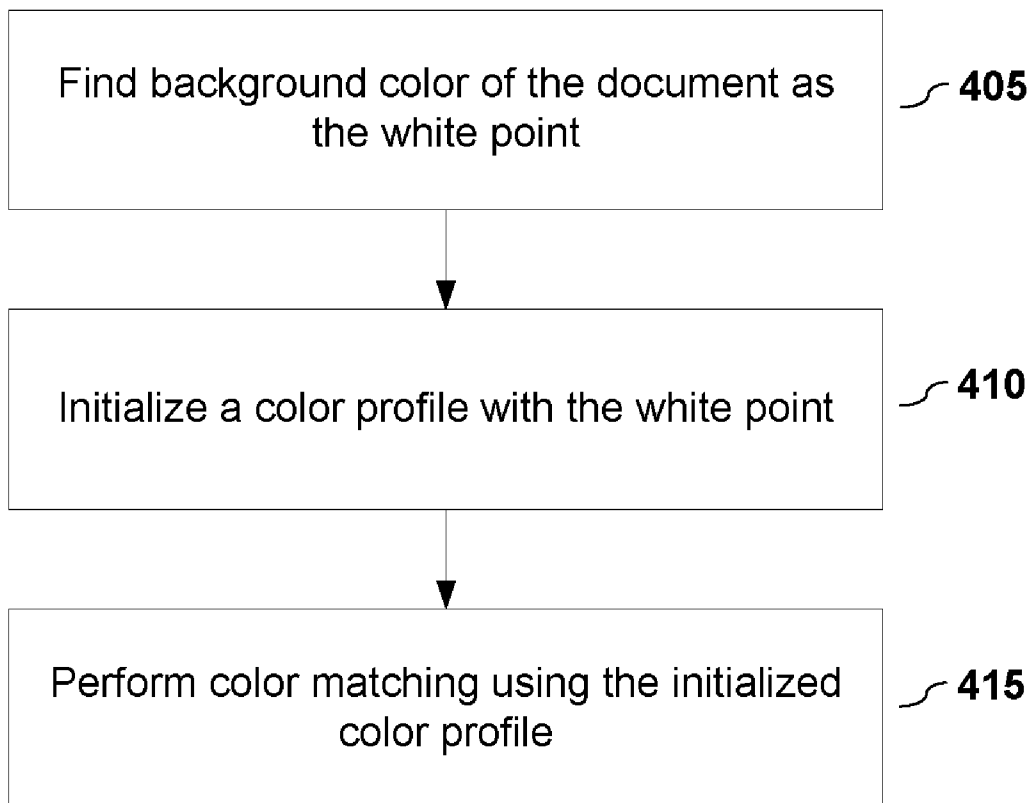 Find background color of the document as
the white point
405
Initialize a color profile with the white point
410
Perform color matching using the initialized
color profile
415